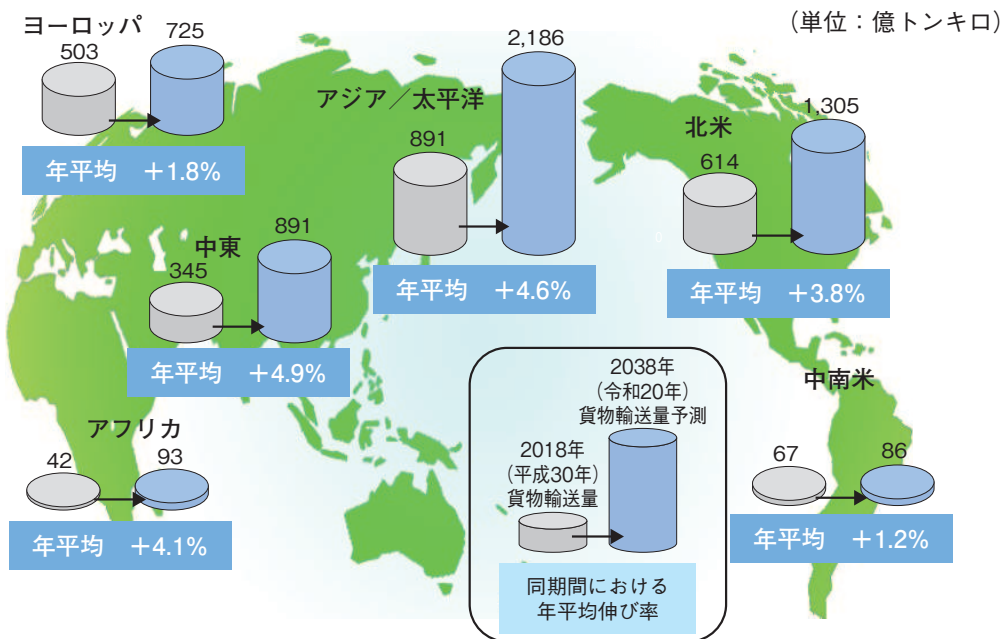 （単位：億トンキロ）
ヨーロッパ
503
725
年平均　+1.8%
アジア／太平洋
891
2,186
年平均　+4.6%
北米
614
1,305
年平均　+3.8%
中東
345
891
年平均　+4.9%
アフリカ
42
93
年平均　+4.1%
中南米
67
86
年平均　+1.2%
2018年
（平成30年）
貨物輸送量
2038年
（令和20年）
貨物輸送量予測
同期間における
年平均伸び率